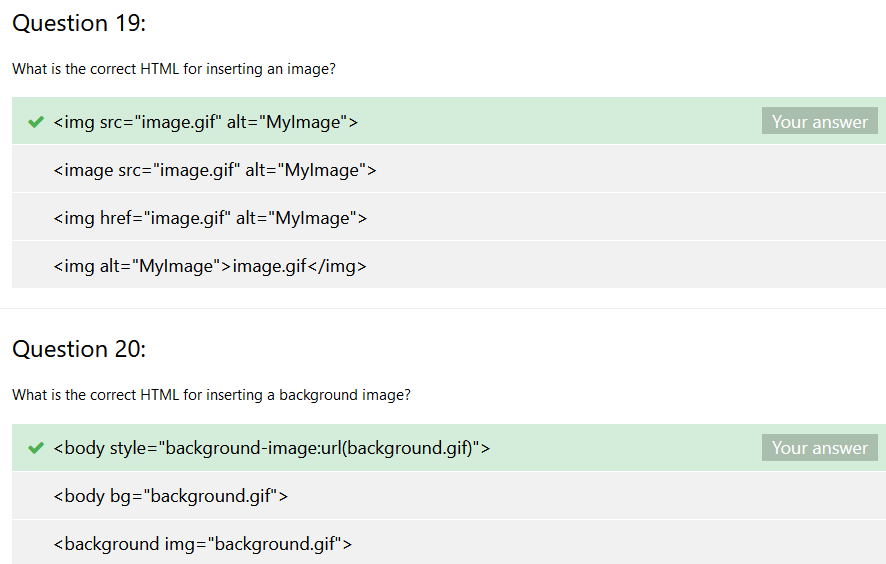 Question 19:
What is the correct HTML for inserting an image?
<img src="image.gif" alt="MyImage"> Your answer
<image src="image.gif" alt="MyImage">
<img href="image.gif" alt="MyImage">
<img alt="MyImage">image.gif</img>
Question 20:
What is the correct HTML for inserting a background image?
<body style="background-image:url(background.gif)"> Your answer
<body bg="background.gif">
<background img="background.gif">